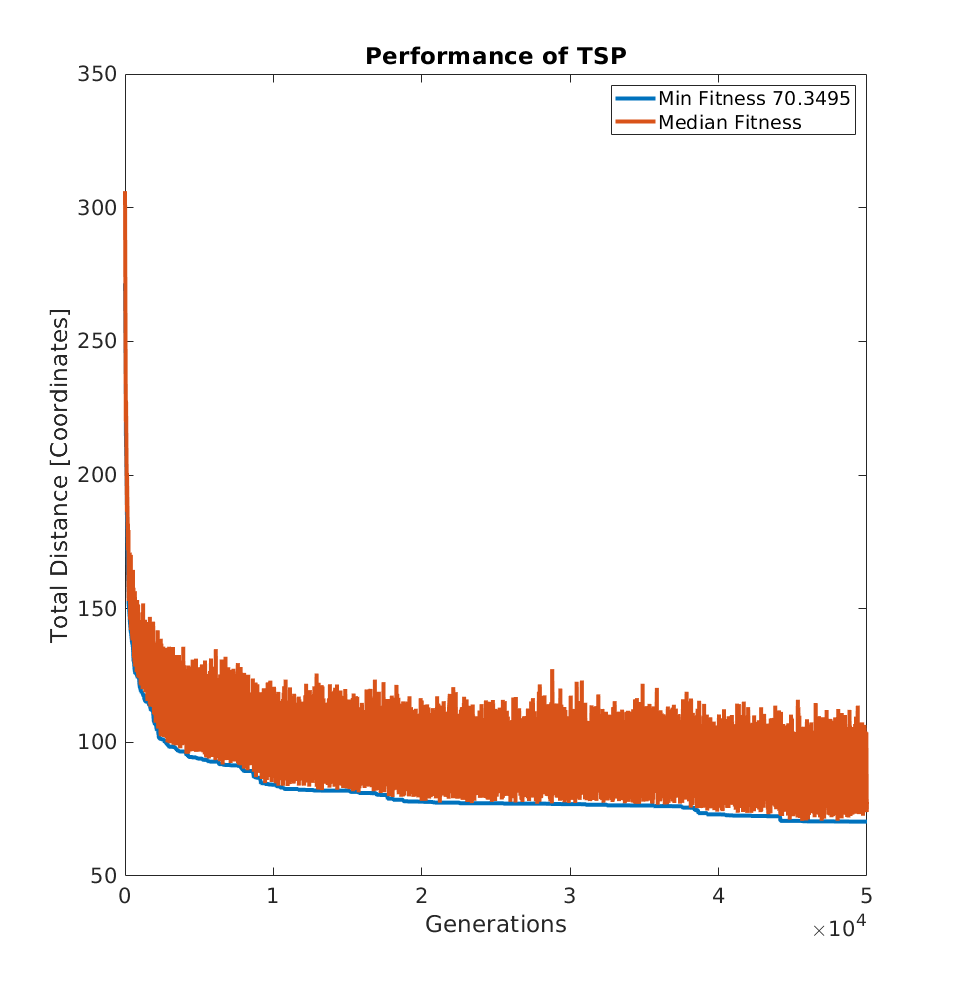 Performance of TSP
Min Fitness 70.3495
Median Fitness
350
300
250
200
150
100
50
Total Distance [Coordinates]
0 1 2 3 4 5
Generations
×10^4